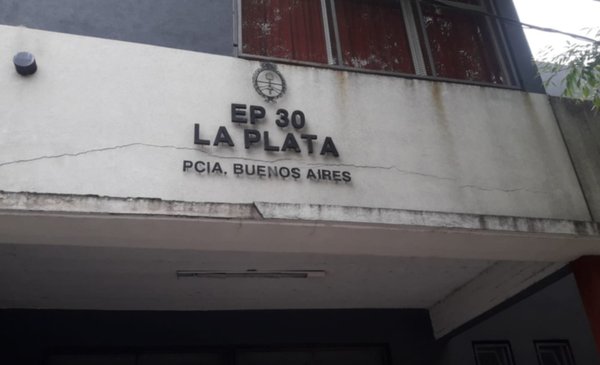 EP 30
LA PLATA
PCIA. BUENOS AIRES